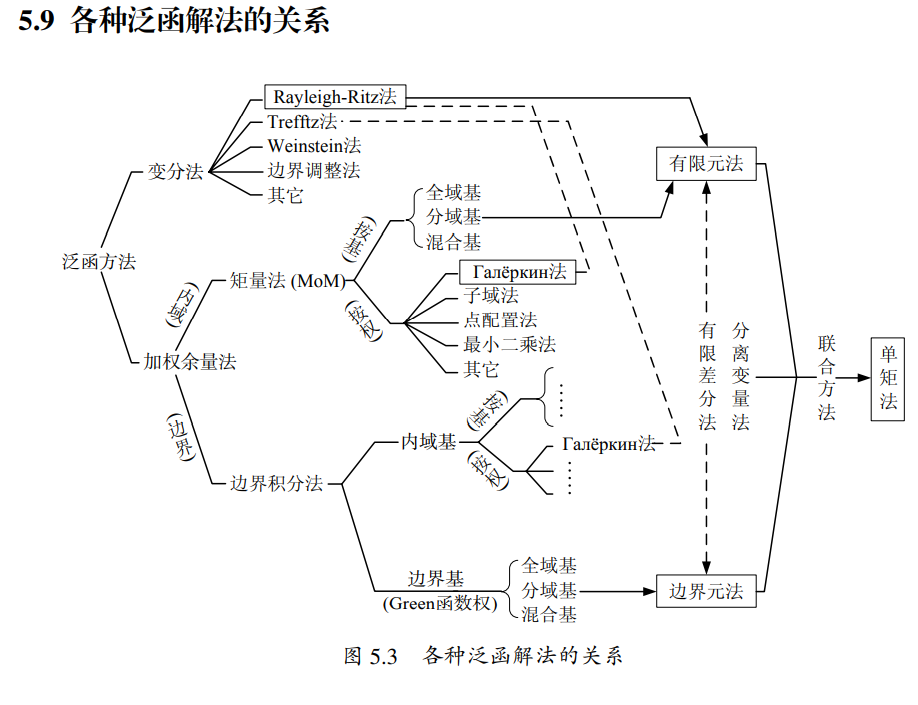 5.9 各种泛函解法的关系
Rayleigh-Ritz法
Trefftz法
Weinstein法
边界调整法
其它
变分法
有限元法
全域基
分域基
混合基
(按基)
泛函方法
(内域)
矩量法 (MoM)
Галёркин法
子域法
点配置法
最小二乘法
其它
(按权)
加权余量法
有限差分法
分离变量法
联合方法
单矩法
(边界)
(按基)
内域基
Галёркин法
(按权)
边界积分法
边界基
(Green函数权)
全域基
分域基
混合基
边界元法
图 5.3 各种泛函解法的关系